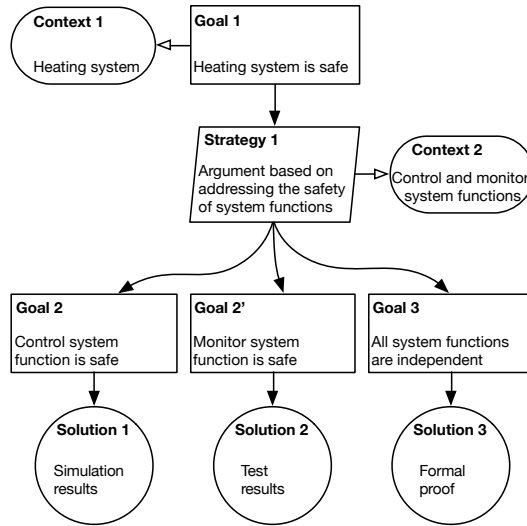 Context 1
Heating system
Goal 1
Heating system is safe
Strategy 1
Argument based on
addressing the safety
of system functions
Context 2
Control and monitor
system functions
Goal 2
Control system
function is safe
Goal 2’
Monitor system
function is safe
Goal 3
All system functions
are independent
Solution 1
Simulation
results
Solution 2
Test
results
Solution 3
Formal
proof